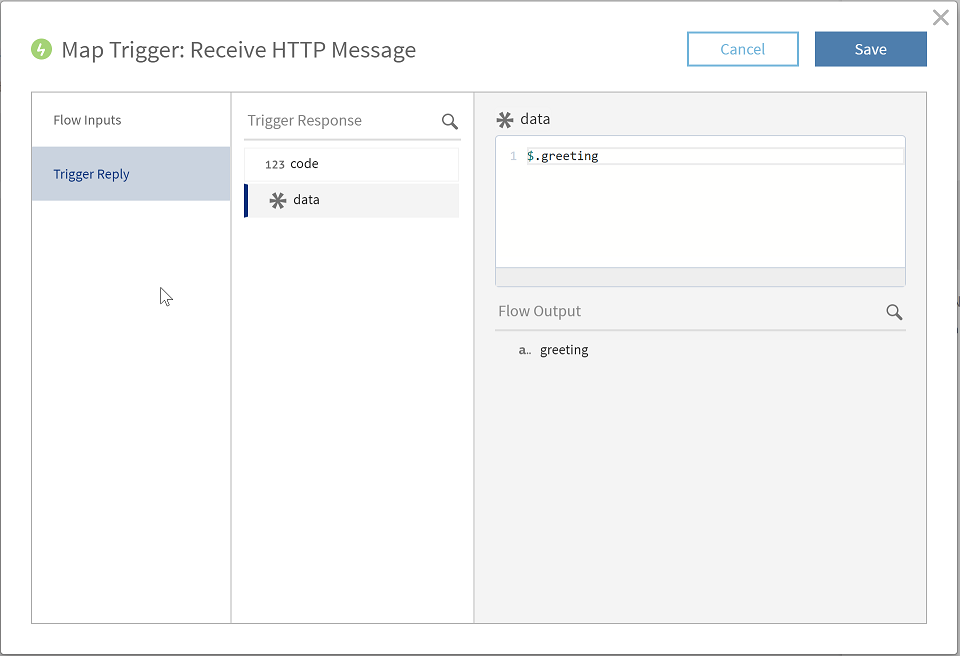 Map Trigger: Receive HTTP Message
Cancel
Save
Flow Inputs
Trigger Reply
Trigger Response
123 code
data
data
1 $.greeting
Flow Output
a.. greeting